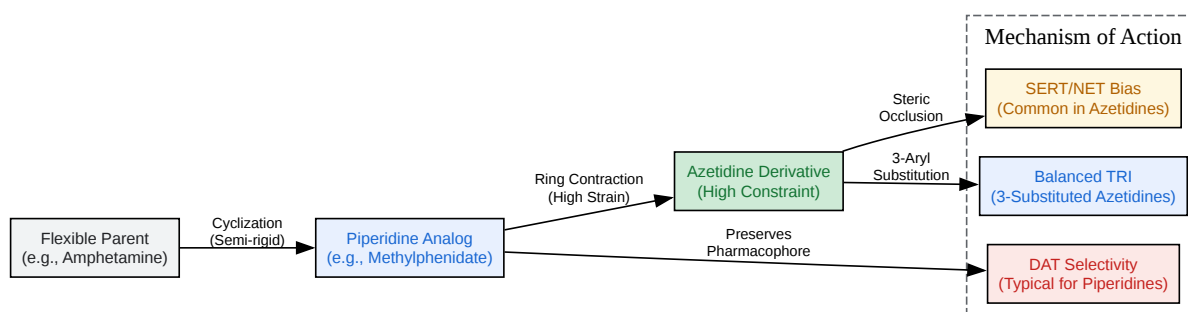 Mechanism of Action
SERT/NET Bias
(Common in Azetidines)
Steric
Occlusion
3-Aryl
Substitution
Azetidine Derivative
(High Constraint)
Balanced TRI
(3-Substituted Azetidines)
Ring Contraction
(High Strain)
Cyclization
(Semi-rigid)
Flexible Parent
(e.g., Amphetamine)
Piperidine Analog
(e.g., Methylphenidate)
Preserves
Pharmacophore
DAT Selectivity
(Typical for Piperidines)